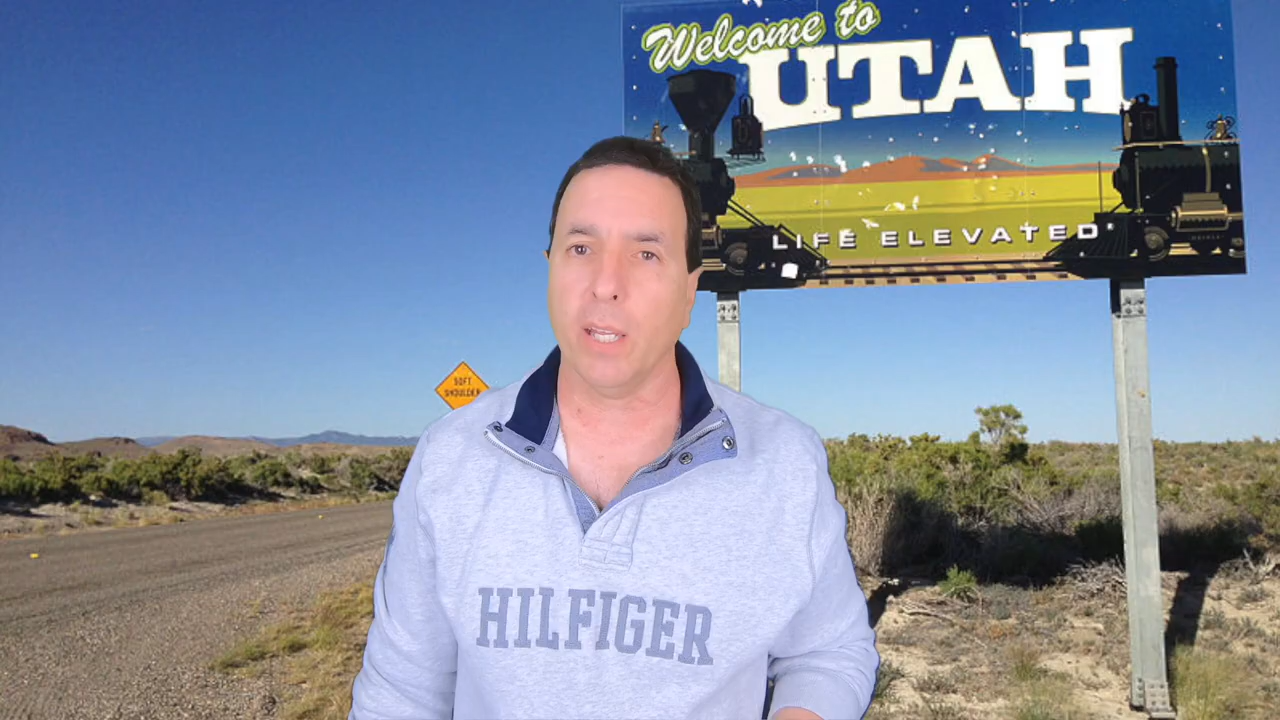 Welcome to
UTAH
LIFE ELEVATED
SOFT
SHOULDER
HILFIGER